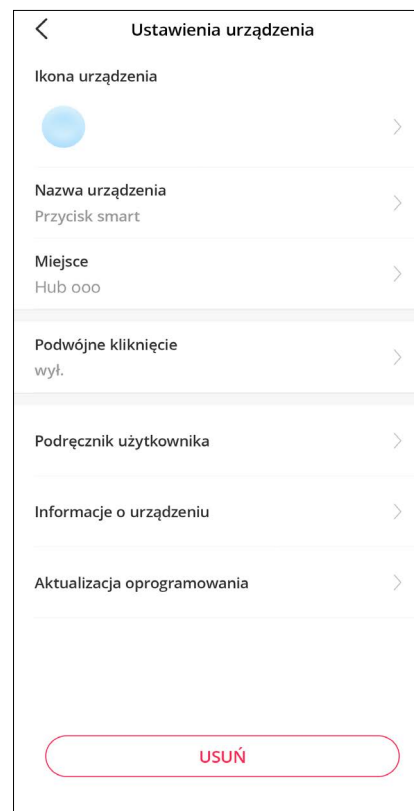 Ustawienia urządzenia
Ikona urządzenia
Nazwa urządzenia
Przycisk smart
Miejsce
Hub ooo
Podwójne kliknięcie
wył.
Podręcznik użytkownika
Informacje o urządzeniu
Aktualizacja oprogramowania
USUŃ